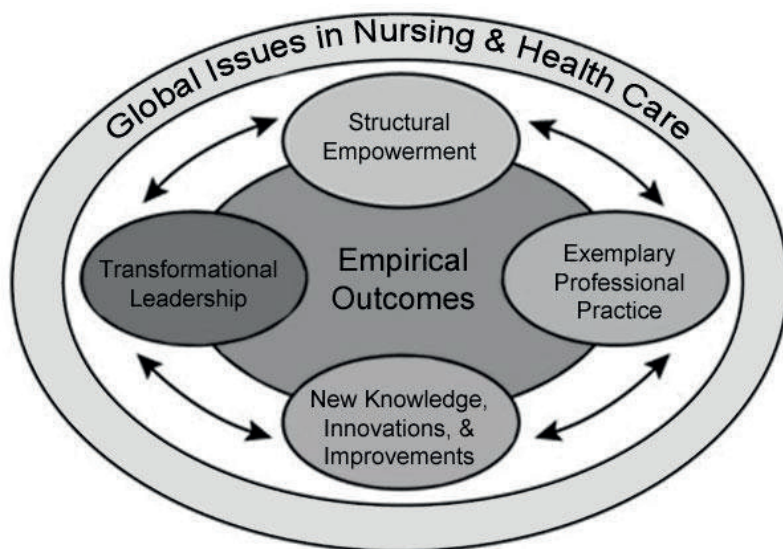 Global Issues in Nursing & Health Care
Structural
Empowerment
Transformational
Leadership
Empirical
Outcomes
Exemplary
Professional
Practice
New Knowledge,
Innovations, &
Improvements